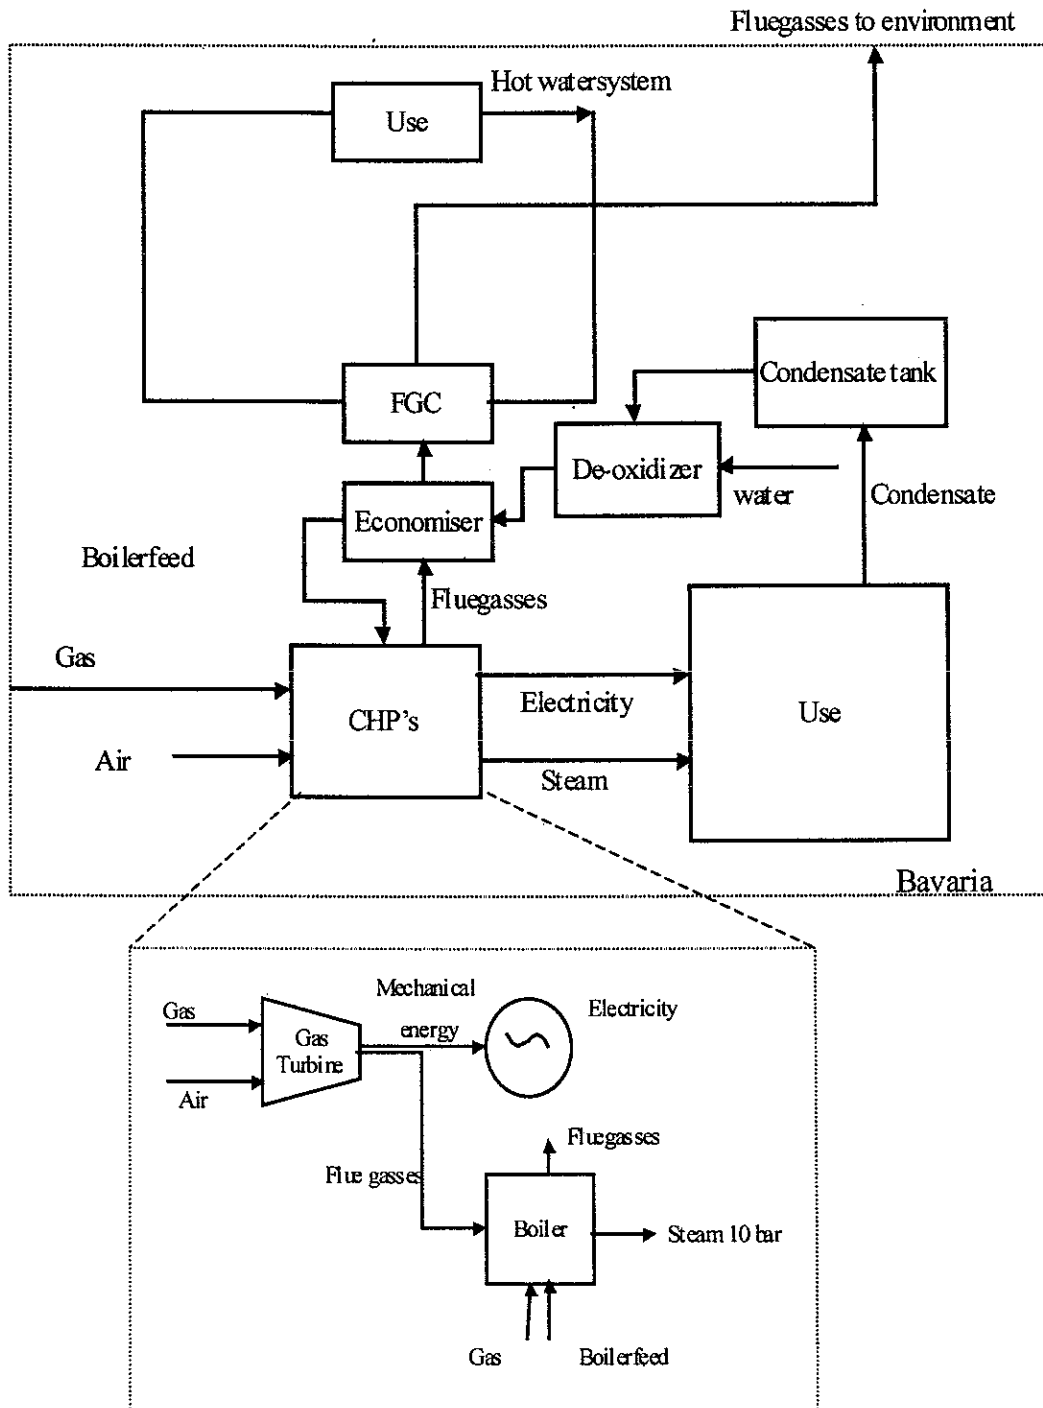 Fluegasses to environment
Hot watersystem
Use
Condensate tank
FGC
De-oxidizer
water
Condensate
Economiser
Boilerfeed
Fluegasses
Gas
CHP's
Electricity
Use
Air
Steam
Bavaria
Mechanical
energy
Electricity
Gas
Gas
Turbine
Air
Fluegasses
Flue gasses
Boiler
Steam 10 bar
Gas
Boilerfeed